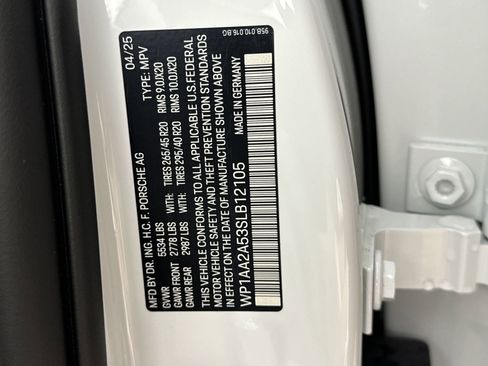 MFD. BY DR. ING. H.C. F. PORSCHE AG 04/25
GVWR 5534 LBS TYPE: MPV
GAWR FRONT 2778 LBS WITH: TIRES 265/45 R20 RIMS 9.0JX20
GAWR REAR 2987 LBS WITH: TIRES 295/40 R20 RIMS 10.0JX20
THIS VEHICLE CONFORMS TO ALL APPLICABLE U.S. FEDERAL
MOTOR VEHICLE SAFETY AND THEFT PREVENTION STANDARDS
IN EFFECT ON THE DATE OF MANUFACTURE SHOWN ABOVE
WP1AA2A53SLB12105 MADE IN GERMANY
95B.010.016.BG